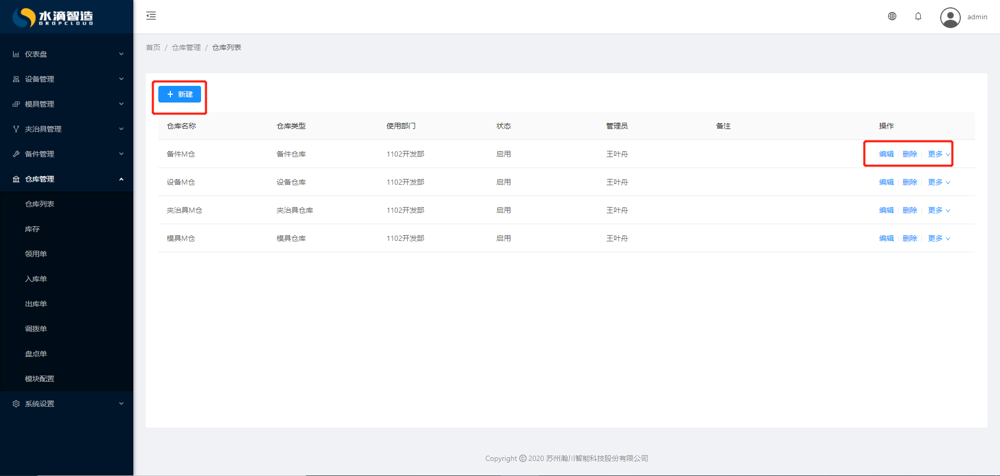 水滴智造
DROPCLOUD
admin
仪表盘
设备管理
模具管理
夹治具管理
备件管理
仓库管理
仓库列表
库存
领用单
入库单
出库单
调拨单
盘点单
模块配置
系统设置
首页 / 仓库管理 / 仓库列表
+ 新建
仓库名称 仓库类型 使用部门 状态 管理员 备注 操作
备件M仓 备件仓库 1102开发部 启用 王叶舟 编辑 删除 更多
设备M仓 设备仓库 1102开发部 启用 王叶舟 编辑 删除 更多
夹治具M仓 夹治具仓库 1102开发部 启用 王叶舟 编辑 删除 更多
模具M仓 模具仓库 1102开发部 启用 王叶舟 编辑 删除 更多
Copyright © 2020 苏州瀚川智能科技股份有限公司